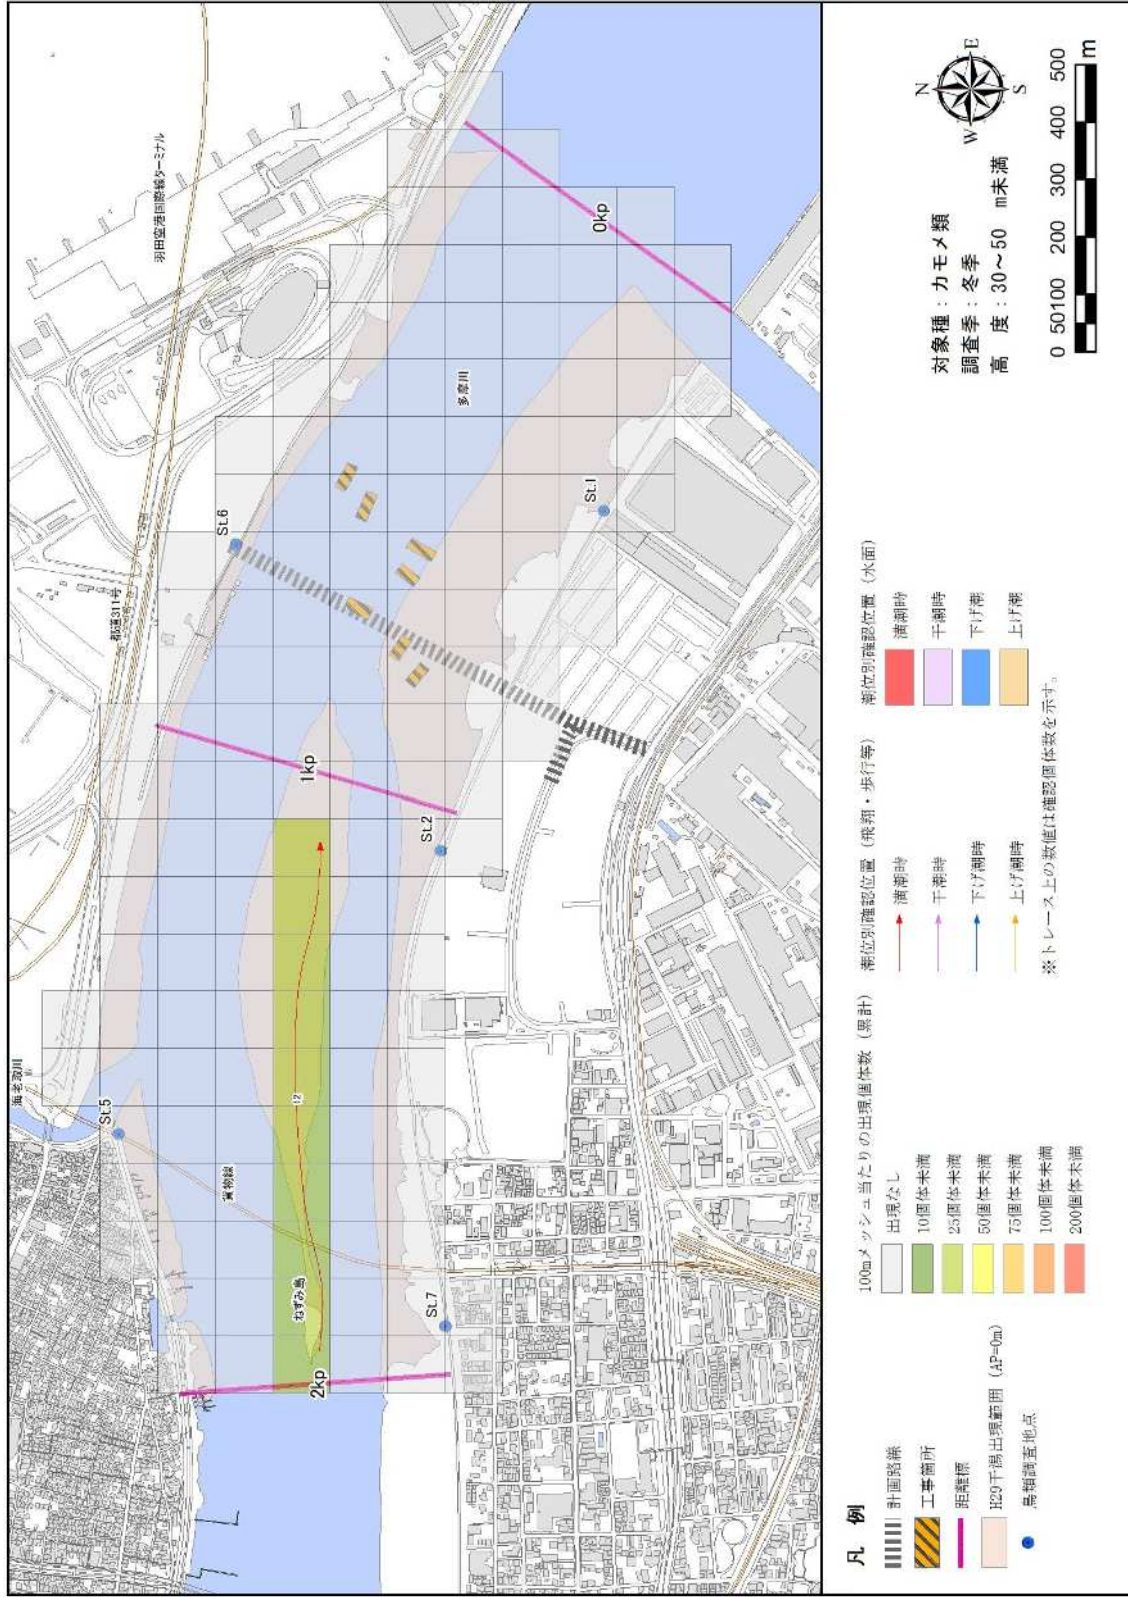 羽田空港国際線ターミナル
都道311号
海老取川
貨物線
ねずみ島
多摩川
St.5
St.6
St.7
St.2
St.1
2kp
1kp
0kp
12
凡 例
計画路線
工事箇所
距離標
H29干潟出現範囲 (AP=0m)
鳥類調査地点
100mメッシュ当たりの出現個体数 (累計)
出現なし
10個体未満
25個体未満
50個体未満
75個体未満
100個体未満
200個体未満
潮位別確認位置 (飛翔・歩行等)
満潮時
干潮時
下げ潮時
上げ潮時
潮位別確認位置 (水面)
満潮時
干潮時
下げ潮
上げ潮
※トレース上の数値は確認個体数を示す。
対象種：カモメ類
調査季：冬季
高 度：30～50 m未満
N
E
S
W
0 50100 200 300 400 500
m